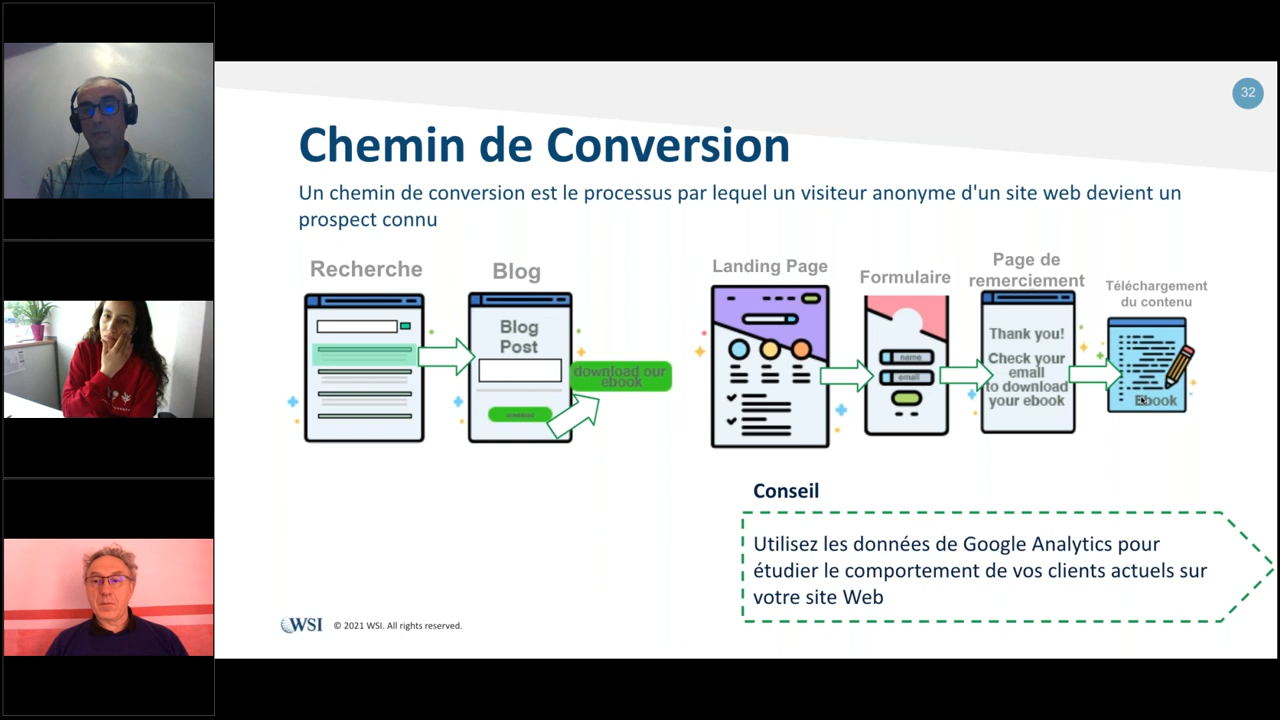 32
Chemin de Conversion
Un chemin de conversion est le processus par lequel un visiteur anonyme d'un site web devient un
prospect connu
Recherche
Blog
Blog
Post
download our
ebook
download
Landing Page
Formulaire
name
email
Page de
remerciement
Thank you!
Check your
email
to download
your ebook
Téléchargement
du contenu
Ebook
Conseil
Utilisez les données de Google Analytics pour
étudier le comportement de vos clients actuels sur
votre site Web
WSI
© 2021 WSI. All rights reserved.